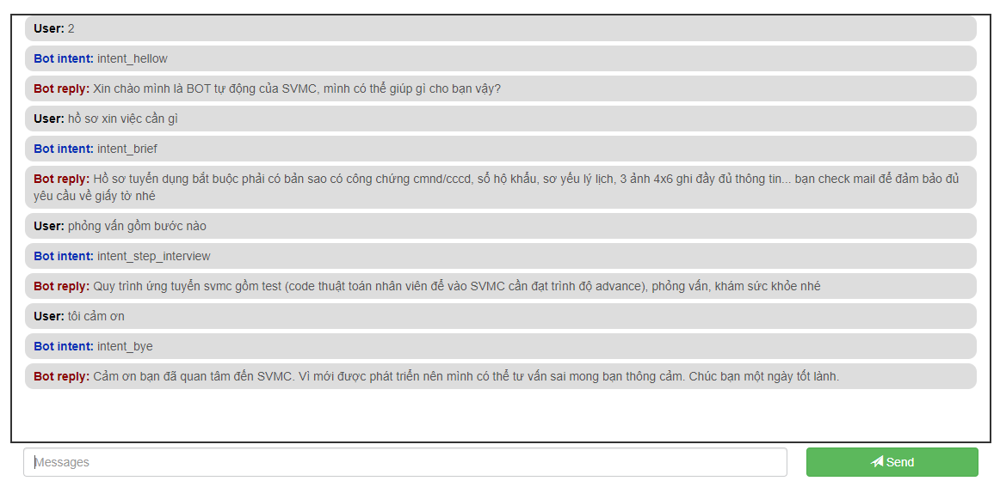 User: 2
Bot intent: intent_hellow
Bot reply: Xin chào mình là BOT tự động của SVMC, mình có thể giúp gì cho bạn vậy?
User: hồ sơ xin việc cần gì
Bot intent: intent_brief
Bot reply: Hồ sơ tuyển dụng bắt buộc phải có bản sao có công chứng cmnd/cccd, sổ hộ khẩu, sơ yếu lý lịch, 3 ảnh 4x6 ghi đầy đủ thông tin... bạn check mail để đảm bảo đủ
yêu cầu về giấy tờ nhé
User: phỏng vấn gồm bước nào
Bot intent: intent_step_interview
Bot reply: Quy trình ứng tuyển svmc gồm test (code thuật toán nhân viên để vào SVMC cần đạt trình độ advance), phỏng vấn, khám sức khỏe nhé
User: tôi cảm ơn
Bot intent: intent_bye
Bot reply: Cảm ơn bạn đã quan tâm đến SVMC. Vì mới được phát triển nên mình có thể tư vấn sai mong bạn thông cảm. Chúc bạn một ngày tốt lành.
Messages
Send